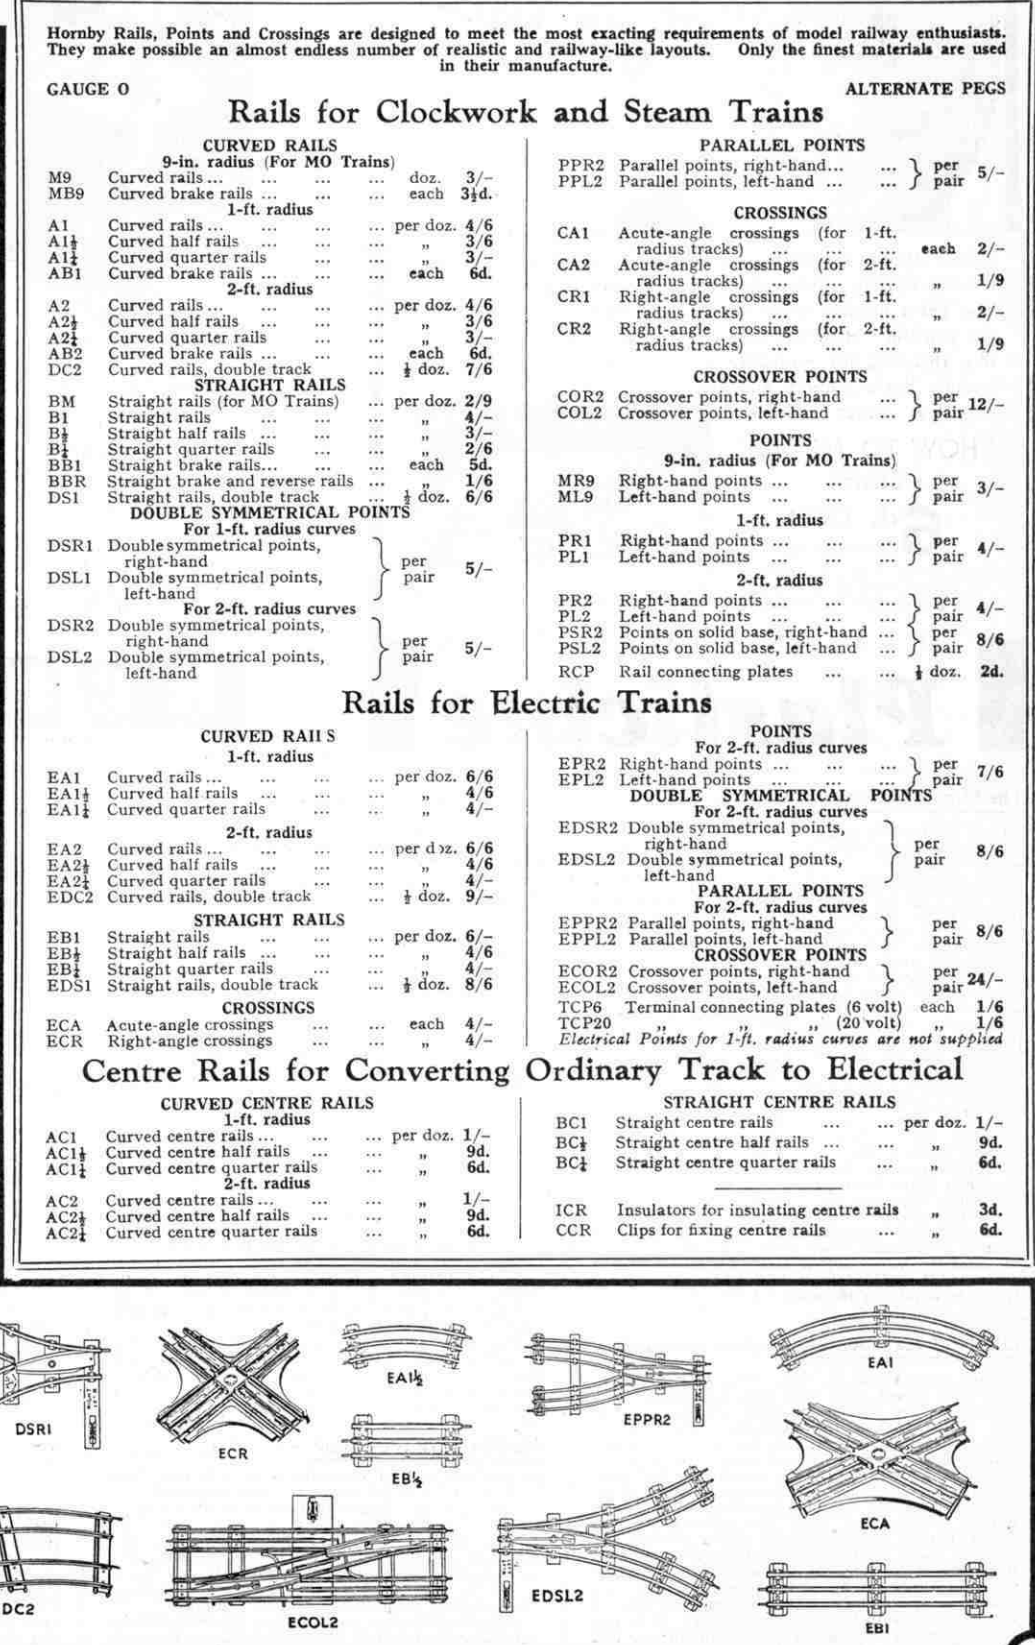 Hornby Rails, Points and Crossings are designed to meet the most exacting requirements of model railway enthusiasts.
They make possible an almost endless number of realistic and railway-like layouts. Only the finest materials are used
in their manufacture.
GAUGE O
ALTERNATE PEGS
Rails for Clockwork and Steam Trains
CURVED RAILS
9-in. radius (For MO Trains)
M9 Curved rails ... ... ... ... doz. 3/–
MB9 Curved brake rails ... ... ... each 3½d.
1-ft. radius
A1 Curved rails ... ... ... ... per doz. 4/6
A1½ Curved half rails ... ... ... „ 3/6
A1¼ Curved quarter rails ... ... „ 3/–
AB1 Curved brake rails ... ... ... each 6d.
2-ft. radius
A2 Curved rails ... ... ... ... per doz. 4/6
A2½ Curved half rails ... ... ... „ 3/6
A2¼ Curved quarter rails ... ... „ 3/–
AB2 Curved brake rails ... ... ... each 6d.
DC2 Curved rails, double track ... ½ doz. 7/6
STRAIGHT RAILS
BM Straight rails (for MO Trains) ... per doz. 2/9
B1 Straight rails ... ... ... „ 4/–
B½ Straight half rails ... ... ... „ 3/–
B¼ Straight quarter rails ... ... „ 2/6
BB1 Straight brake rails... ... ... each 5d.
BBR Straight brake and reverse rails ... „ 1/6
DS1 Straight rails, double track ... ½ doz. 6/6
DOUBLE SYMMETRICAL POINTS
For 1-ft. radius curves
DSR1 Double symmetrical points,
right-hand
DSL1 Double symmetrical points,
left-hand
per pair 5/–
For 2-ft. radius curves
DSR2 Double symmetrical points,
right-hand
DSL2 Double symmetrical points,
left-hand
per pair 5/–
PARALLEL POINTS
PPR2 Parallel points, right-hand... ...
PPL2 Parallel points, left-hand ... ...
per pair 5/–
CROSSINGS
CA1 Acute-angle crossings (for 1-ft.
radius tracks) ... ... ... each 2/–
CA2 Acute-angle crossings (for 2-ft.
radius tracks) ... ... ... „ 1/9
CR1 Right-angle crossings (for 1-ft.
radius tracks) ... ... ... „ 2/–
CR2 Right-angle crossings (for 2-ft.
radius tracks) ... ... ... „ 1/9
CROSSOVER POINTS
COR2 Crossover points, right-hand ...
COL2 Crossover points, left-hand ...
per pair 12/–
POINTS
9-in. radius (For MO Trains)
MR9 Right-hand points ... ... ...
ML9 Left-hand points ... ... ...
per pair 3/–
1-ft. radius
PR1 Right-hand points ... ... ...
PL1 Left-hand points ... ... ...
per pair 4/–
2-ft. radius
PR2 Right-hand points ... ... ...
PL2 Left-hand points ... ... ...
per pair 4/–
PSR2 Points on solid base, right-hand ...
PSL2 Points on solid base, left-hand ...
per pair 8/6
RCP Rail connecting plates ... ... ½ doz. 2d.
Rails for Electric Trains
CURVED RAILS
1-ft. radius
EA1 Curved rails ... ... ... ... per doz. 6/6
EA1½ Curved half rails ... ... ... „ 4/6
EA1¼ Curved quarter rails ... ... „ 4/–
2-ft. radius
EA2 Curved rails ... ... ... ... per doz. 6/6
EA2½ Curved half rails ... ... ... „ 4/6
EA2¼ Curved quarter rails ... ... „ 4/–
EDC2 Curved rails, double track ... ½ doz. 9/–
STRAIGHT RAILS
EB1 Straight rails ... ... ... per doz. 6/–
EB½ Straight half rails ... ... ... „ 4/6
EB¼ Straight quarter rails ... ... „ 4/–
EDS1 Straight rails, double track ... ½ doz. 8/6
CROSSINGS
ECA Acute-angle crossings ... ... each 4/–
ECR Right-angle crossings ... ... „ 4/–
POINTS
For 2-ft. radius curves
EPR2 Right-hand points ... ... ...
EPL2 Left-hand points ... ... ...
per pair 7/6
DOUBLE SYMMETRICAL POINTS
For 2-ft. radius curves
EDSR2 Double symmetrical points,
right-hand
EDSL2 Double symmetrical points,
left-hand
per pair 8/6
PARALLEL POINTS
For 2-ft. radius curves
EPPR2 Parallel points, right-hand
EPPL2 Parallel points, left-hand
per pair 8/6
CROSSOVER POINTS
ECOR2 Crossover points, right-hand
ECOL2 Crossover points, left-hand
per pair 24/–
TCP6 Terminal connecting plates (6 volt) each 1/6
TCP20 „ „ „ (20 volt) „ 1/6
Electrical Points for 1-ft. radius curves are not supplied
Centre Rails for Converting Ordinary Track to Electrical
CURVED CENTRE RAILS
1-ft. radius
AC1 Curved centre rails ... ... ... per doz. 1/–
AC1½ Curved centre half rails ... ... „ 9d.
AC1¼ Curved centre quarter rails ... „ 6d.
2-ft. radius
AC2 Curved centre rails ... ... ... „ 1/–
AC2½ Curved centre half rails ... ... „ 9d.
AC2¼ Curved centre quarter rails ... „ 6d.
STRAIGHT CENTRE RAILS
BC1 Straight centre rails ... ... per doz. 1/–
BC½ Straight centre half rails ... ... „ 9d.
BC¼ Straight centre quarter rails ... „ 6d.
ICR Insulators for insulating centre rails „ 3d.
CCR Clips for fixing centre rails ... „ 6d.
DSR1
ECR
EA1½
EB½
EPPR2
EA1
ECA
DC2
ECOL2
EDSL2
EB1